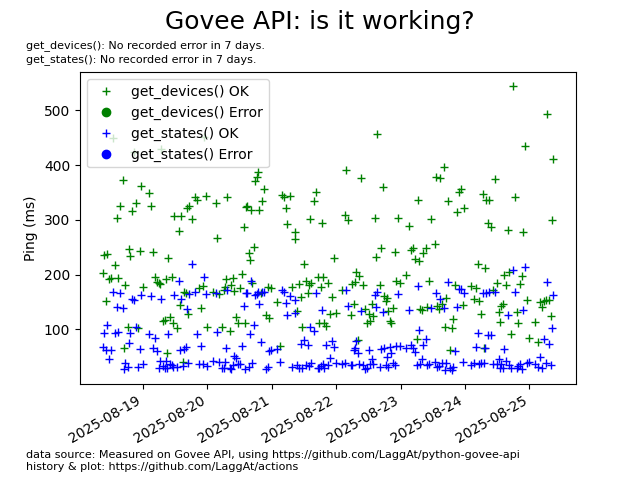 Govee API: is it working?
get_devices(): No recorded error in 7 days.
get_states(): No recorded error in 7 days.
get_devices() OK
get_devices() Error
get_states() OK
get_states() Error
Ping (ms)
500
400
300
200
100
2025-08-19
2025-08-20
2025-08-21
2025-08-22
2025-08-23
2025-08-24
2025-08-25
data source: Measured on Govee API, using https://github.com/LaggAt/python-govee-api
history & plot: https://github.com/LaggAt/actions